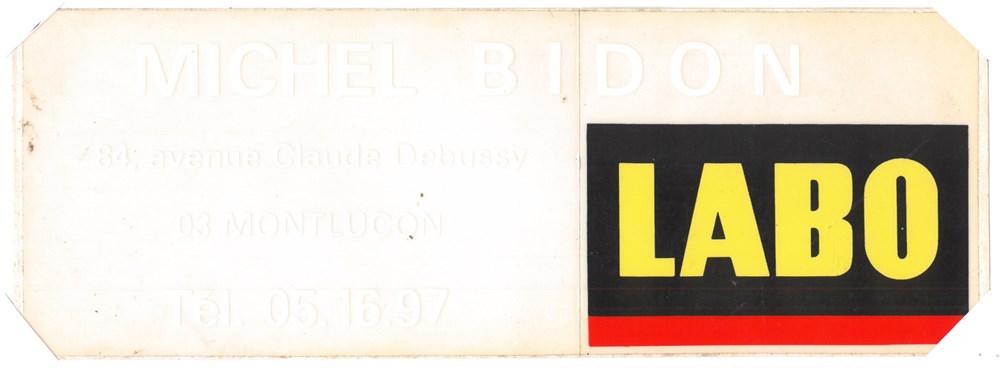 MICHEL BIDON
84, avenue Claude Debussy
03 MONTLUCON
Tél. 05.16.97
LABO